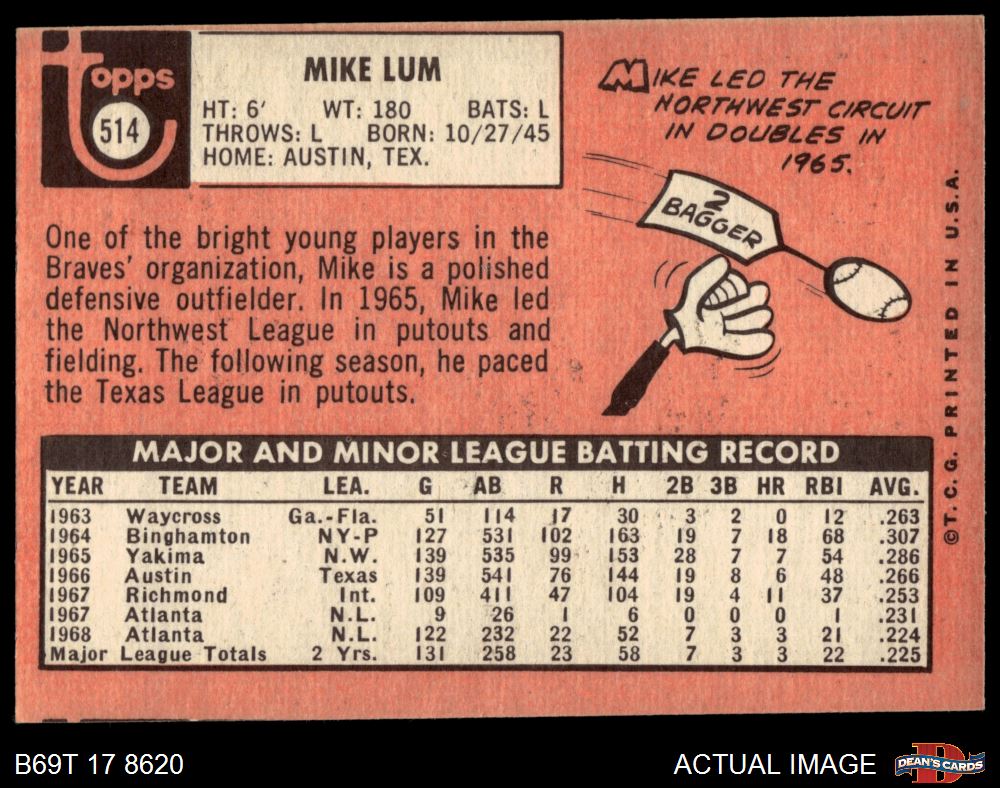 topps
514
MIKE LUM
HT: 6' WT: 180 BATS: L
THROWS: L BORN: 10/27/45
HOME: AUSTIN, TEX.
MIKE LED THE
NORTHWEST CIRCUIT
IN DOUBLES IN
1965.
2
BAGGER
One of the bright young players in the
Braves' organization, Mike is a polished
defensive outfielder. In 1965, Mike led
the Northwest League in putouts and
fielding. The following season, he paced
the Texas League in putouts.
©T. C. G. PRINTED IN U.S.A.
MAJOR AND MINOR LEAGUE BATTING RECORD
YEAR TEAM LEA. G AB R H 2B 3B HR RBI AVG.
1963 Waycross Ga.-Fla. 51 114 17 30 3 2 0 12 .263
1964 Binghamton NY-P 127 531 102 163 19 7 18 68 .307
1965 Yakima N.W. 139 535 99 153 28 7 7 54 .286
1966 Austin Texas 139 541 76 144 19 8 6 48 .266
1967 Richmond Int. 109 411 47 104 19 4 11 37 .253
1967 Atlanta N.L. 9 26 1 6 0 0 0 1 .231
1968 Atlanta N.L. 122 232 22 52 7 3 3 21 .224
Major League Totals 2 Yrs. 131 258 23 58 7 3 3 22 .225
B69T 17 8620
ACTUAL IMAGE
DEAN'S CARDS